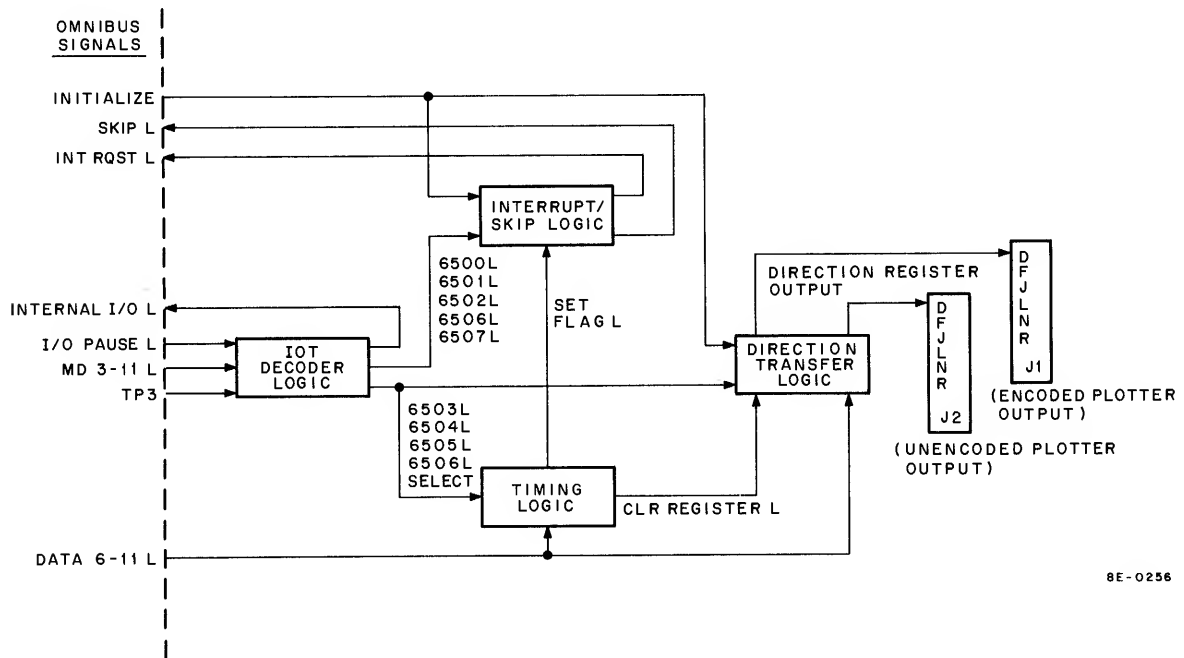 OMNIBUS
SIGNALS
INITIALIZE
SKIP L
INT RQST L
INTERRUPT/
SKIP LOGIC
6500L
6501L
6502L
6506L
6507L
SET
FLAG L
INTERNAL I/O L
I/O PAUSE L
MD 3-11 L
TP3
IOT
DECODER
LOGIC
DIRECTION REGISTER
OUTPUT
DIRECTION
TRANSFER
LOGIC
D
F
J
L
N
R
J1
(ENCODED PLOTTER
OUTPUT)
D
F
J
L
N
R
J2
(UNENCODED PLOTTER
OUTPUT)
6503L
6504L
6505L
6506L
SELECT
TIMING
LOGIC
CLR REGISTER L
DATA 6-11 L
8E-0256